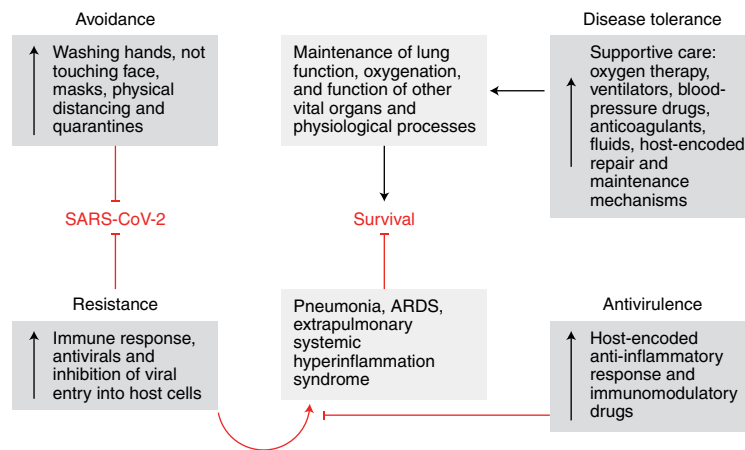 Avoidance
Washing hands, not
touching face,
masks, physical
distancing and
quarantines
Maintenance of lung
function, oxygenation,
and function of other
vital organs and
physiological processes
Disease tolerance
Supportive care:
oxygen therapy,
ventilators, blood-
pressure drugs,
anticoagulants,
fluids, host-encoded
repair and
maintenance
mechanisms
SARS-CoV-2
Survival
Resistance
Immune response,
antivirals and
inhibition of viral
entry into host cells
Pneumonia, ARDS,
extrapulmonary
systemic
hyperinflammation
syndrome
Antivirulence
Host-encoded
anti-inflammatory
response and
immunomodulatory
drugs